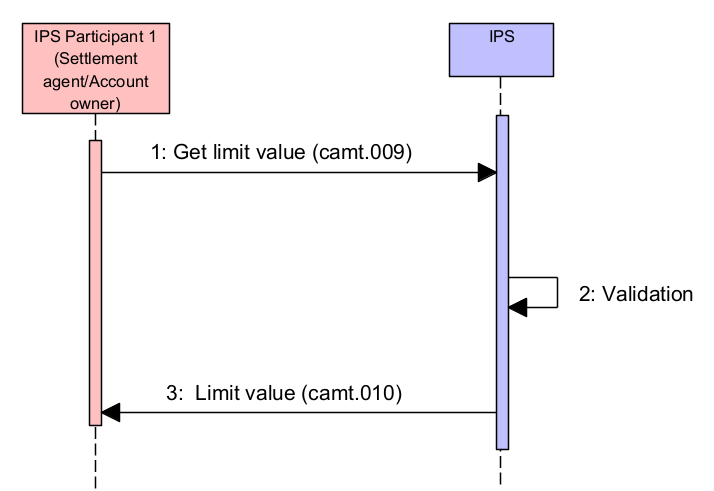 IPS Participant 1
(Settlement
agent/Account
owner)
IPS
1: Get limit value (camt.009)
2: Validation
3:  Limit value (camt.010)